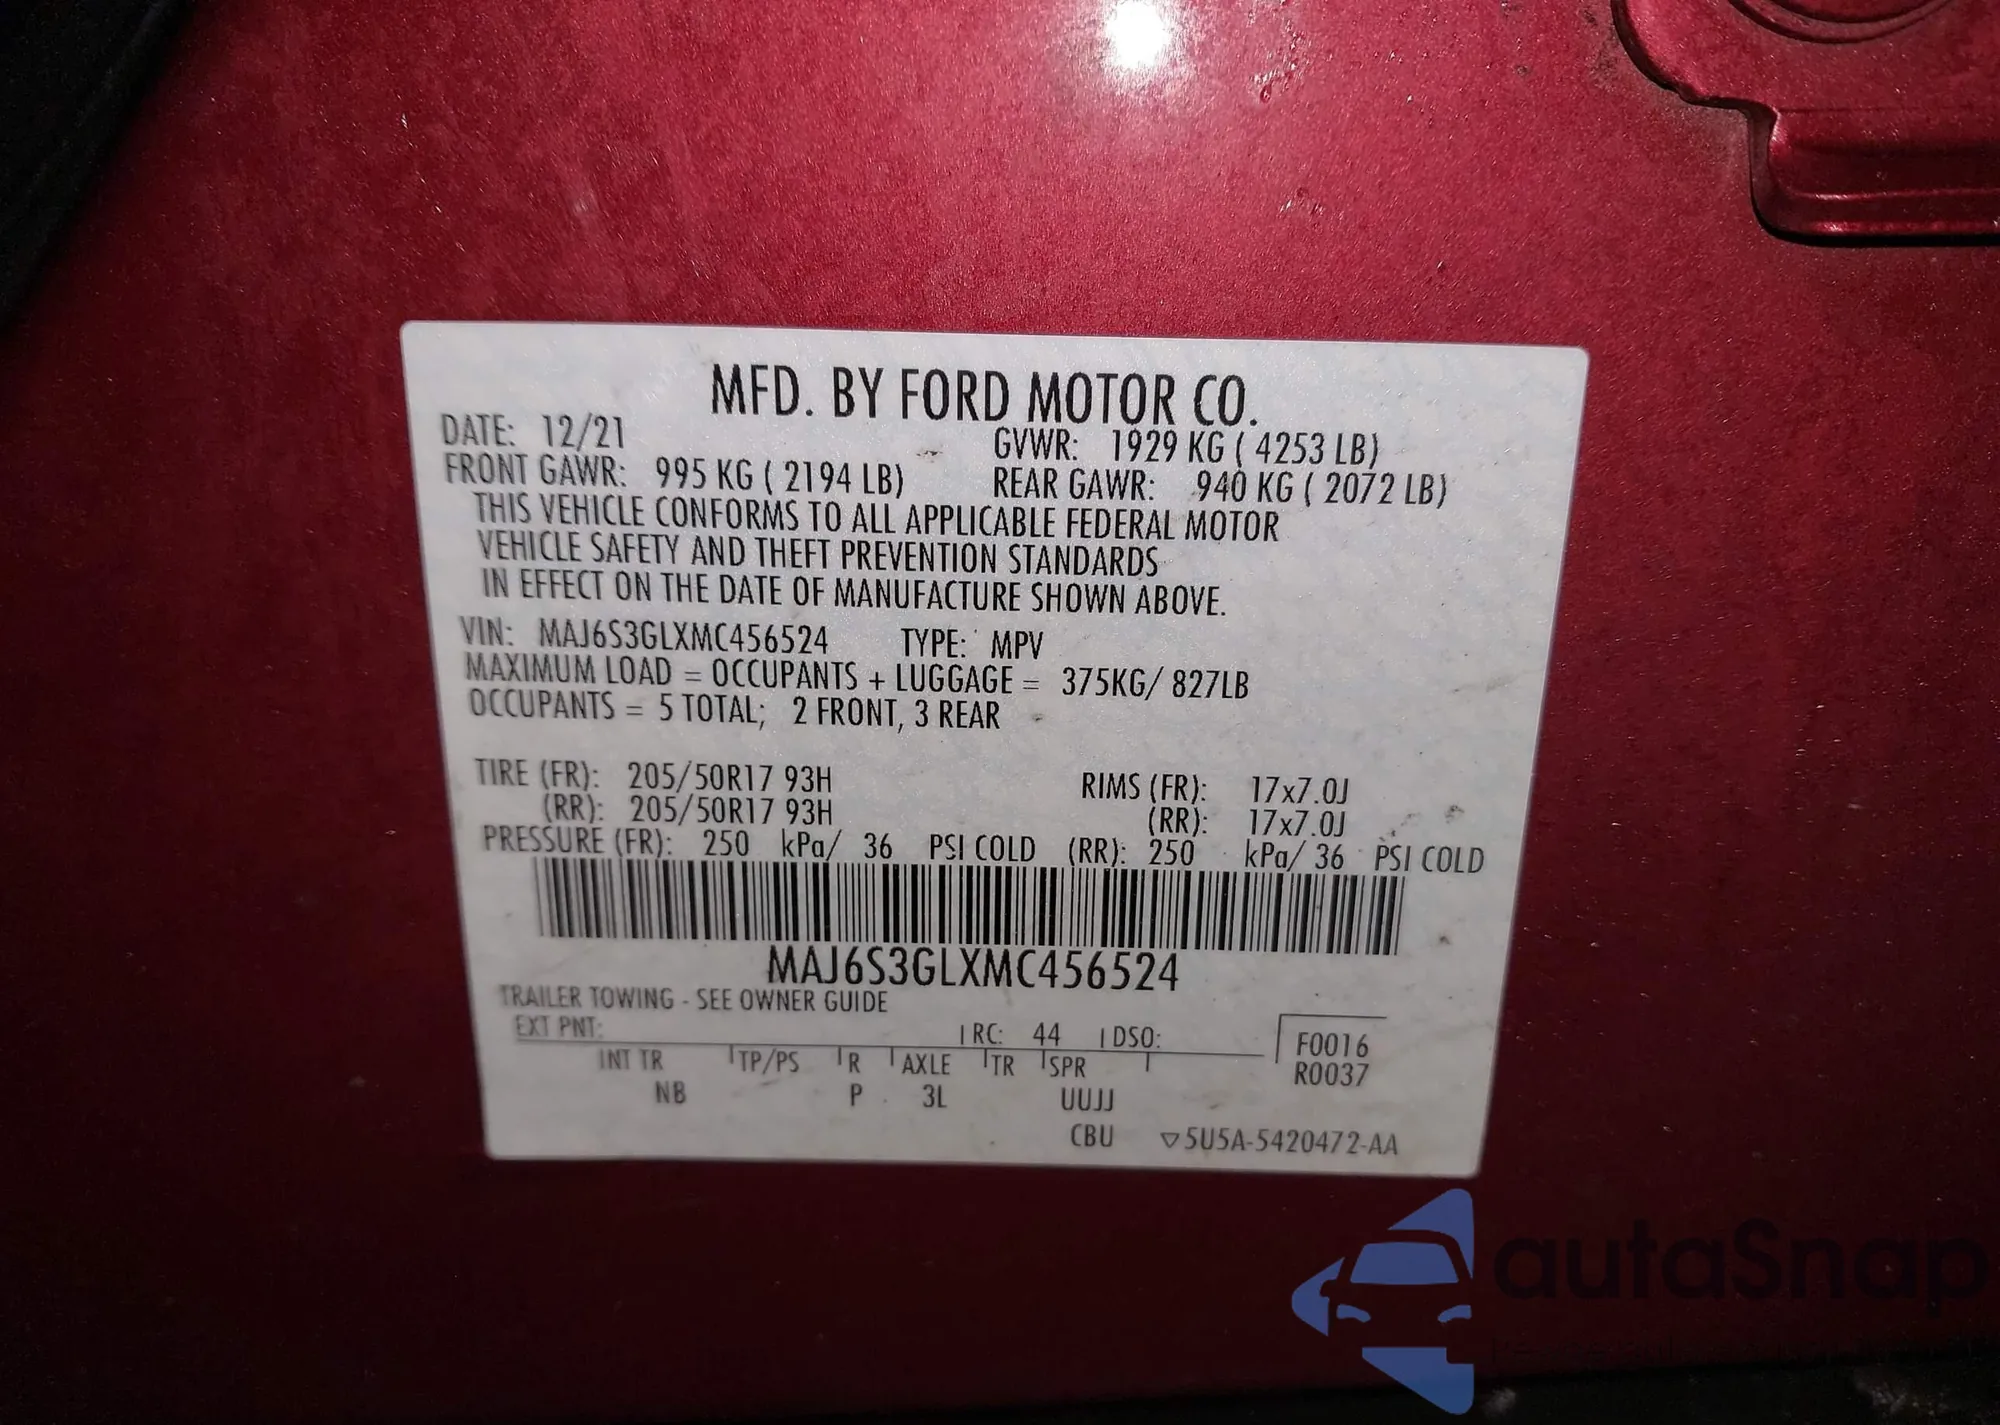 MFD. BY FORD MOTOR CO.
DATE: 12/21 GVWR: 1929 KG ( 4253 LB)
FRONT GAWR: 995 KG ( 2194 LB) REAR GAWR: 940 KG ( 2072 LB)
THIS VEHICLE CONFORMS TO ALL APPLICABLE FEDERAL MOTOR
VEHICLE SAFETY AND THEFT PREVENTION STANDARDS
IN EFFECT ON THE DATE OF MANUFACTURE SHOWN ABOVE.
VIN: MAJ6S3GLXMC456524 TYPE: MPV
MAXIMUM LOAD = OCCUPANTS + LUGGAGE = 375KG/ 827LB
OCCUPANTS = 5 TOTAL; 2 FRONT, 3 REAR
TIRE (FR): 205/50R17 93H RIMS (FR): 17x7.0J
(RR): 205/50R17 93H (RR): 17x7.0J
PRESSURE (FR): 250 kPa/ 36 PSI COLD (RR): 250 kPa/ 36 PSI COLD
MAJ6S3GLXMC456524
TRAILER TOWING - SEE OWNER GUIDE
EXT PNT: RC: 44 DSO: F0016
INT TR TP/PS R AXLE TR SPR R0037
NB P 3L UUJJ
CBU ▽5U5A-5420472-AA
autaSnap